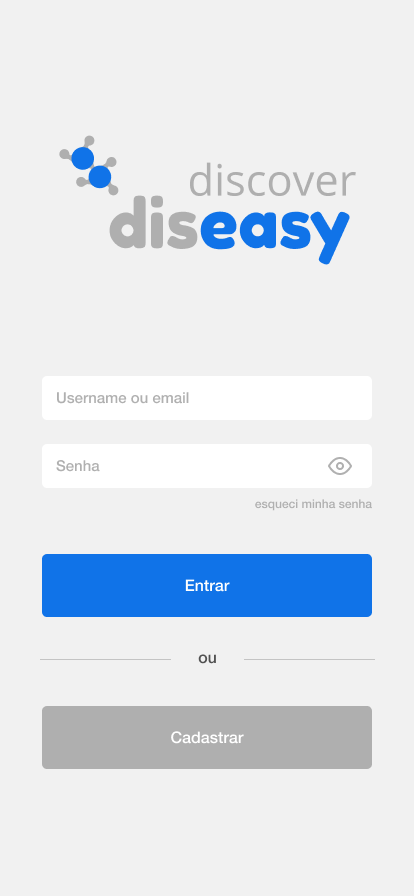 discover
diseasy
Username ou email
Senha
esqueci minha senha
Entrar
ou
Cadastrar